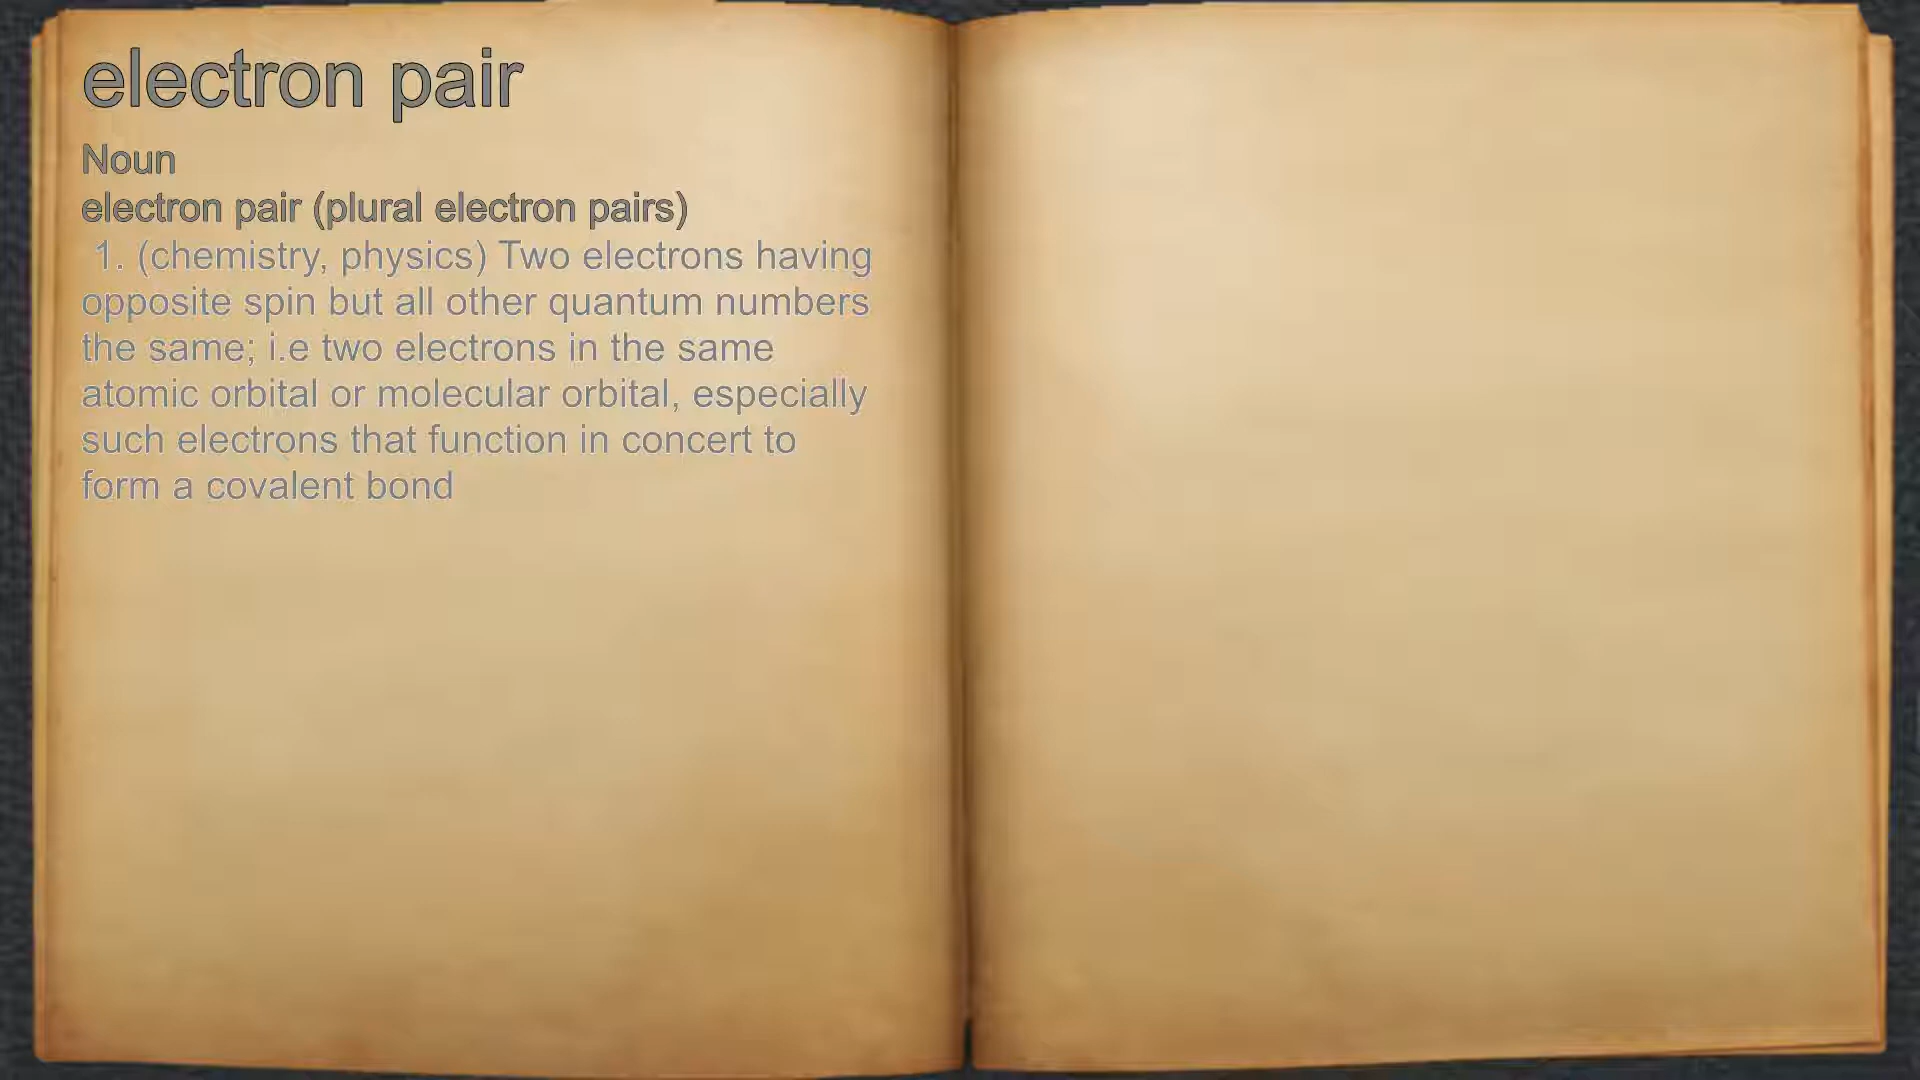 electron pair
Noun
electron pair (plural electron pairs)
1. (chemistry, physics) Two electrons having
opposite spin but all other quantum numbers
the same; i.e two electrons in the same
atomic orbital or molecular orbital, especially
such electrons that function in concert to
form a covalent bond